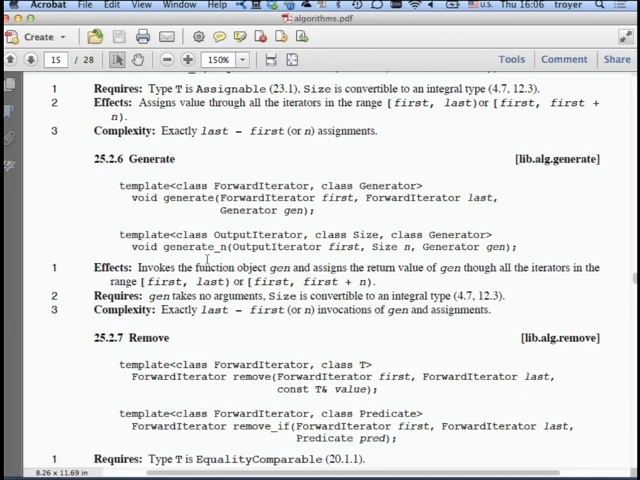 Acrobat File Edit View Window Help U.S. Thu 16:06 troyer
algorithms.pdf
Create
15 / 28 150% Tools Comment Share
1 Requires: Type T is Assignable (23.1), Size is convertible to an integral type (4.7, 12.3).
2 Effects: Assigns value through all the iterators in the range [first, last)or [first, first +
n).
3 Complexity: Exactly last - first (or n) assignments.
25.2.6 Generate [lib.alg.generate]
template<class ForwardIterator, class Generator>
void generate(ForwardIterator first, ForwardIterator last,
Generator gen);
template<class OutputIterator, class Size, class Generator>
void generate_n(OutputIterator first, Size n, Generator gen);
1 Effects: Invokes the function object gen and assigns the return value of gen though all the iterators in the
range [first, last) or [first, first + n).
2 Requires: gen takes no arguments, Size is convertible to an integral type (4.7, 12.3).
3 Complexity: Exactly last - first (or n) invocations of gen and assignments.
25.2.7 Remove [lib.alg.remove]
template<class ForwardIterator, class T>
ForwardIterator remove(ForwardIterator first, ForwardIterator last,
const T& value);
template<class ForwardIterator, class Predicate>
ForwardIterator remove_if(ForwardIterator first, ForwardIterator last,
Predicate pred);
1 Requires: Type T is EqualityComparable (20.1.1).
8.26 x 11.69 in